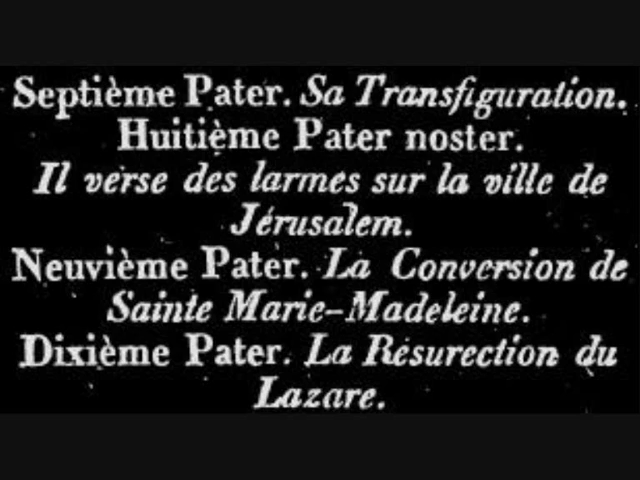 Septième Pater. Sa Transfiguration.
Huitième Pater noster.
Il verse des larmes sur la ville de
Jérusalem.
Neuvième Pater. La Conversion de
Sainte Marie-Madeleine.
Dixième Pater. La Résurection du
Lazare.